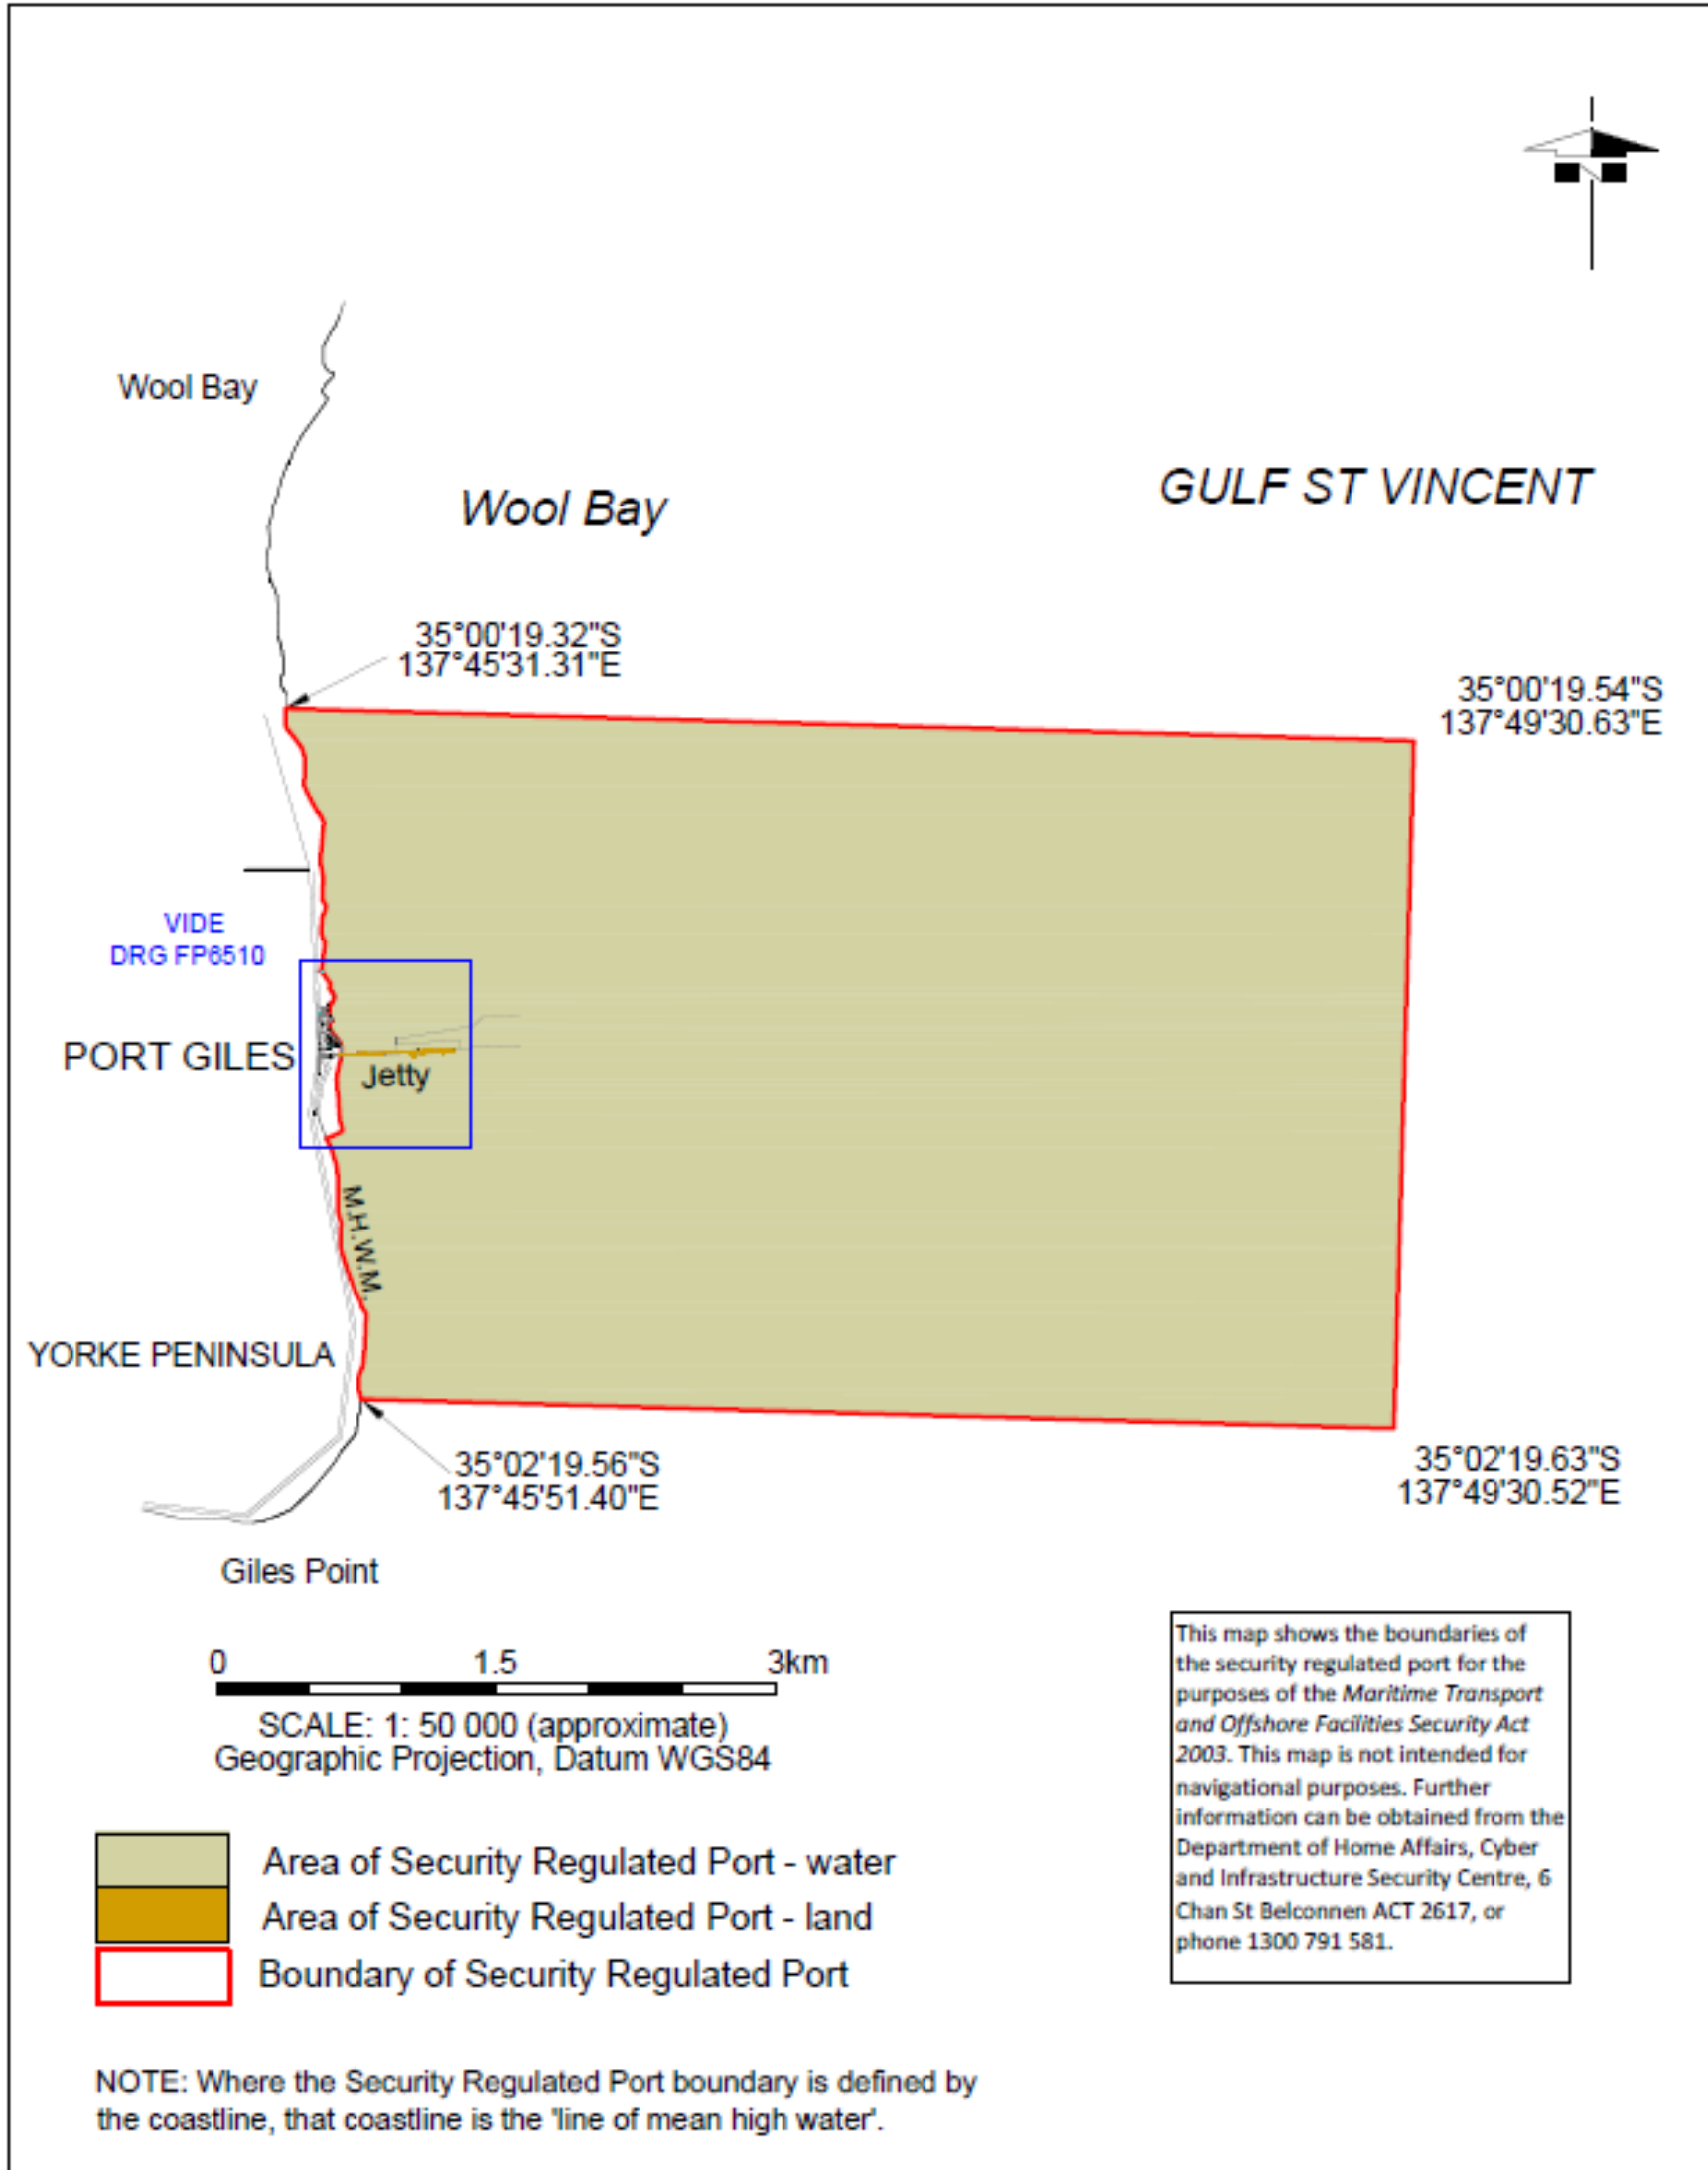 Wool Bay
Wool Bay
GULF ST VINCENT
35°00'19.32"S
137°45'31.31"E
35°00'19.54"S
137°49'30.63"E
VIDE
DRG FP6510
PORT GILES
Jetty
M.H.W.M.
YORKE PENINSULA
35°02'19.56"S
137°45'51.40"E
35°02'19.63"S
137°49'30.52"E
Giles Point
0 1.5 3km
SCALE: 1: 50 000 (approximate)
Geographic Projection, Datum WGS84
This map shows the boundaries of
the security regulated port for the
purposes of the Maritime Transport
and Offshore Facilities Security Act
2003. This map is not intended for
navigational purposes. Further
information can be obtained from the
Department of Home Affairs, Cyber
and Infrastructure Security Centre, 6
Chan St Belconnen ACT 2617, or
phone 1300 791 581.
Area of Security Regulated Port - water
Area of Security Regulated Port - land
Boundary of Security Regulated Port
NOTE: Where the Security Regulated Port boundary is defined by
the coastline, that coastline is the 'line of mean high water'.